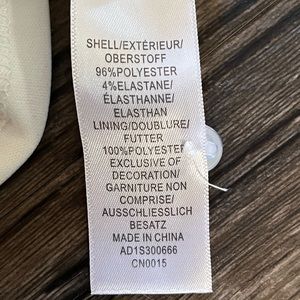 SHELL/EXTÉRIEUR/
OBERSTOFF
96%POLYESTER
4%ELASTANE/
ÉLASTHANNE/
ELASTHAN
LINING/DOUBLURE/
FUTTER
100%POLYESTER
EXCLUSIVE OF
DECORATION/
GARNITURE NON
COMPRISE/
AUSSCHLIESSLICH
BESATZ
MADE IN CHINA
AD1S300666
CN0015